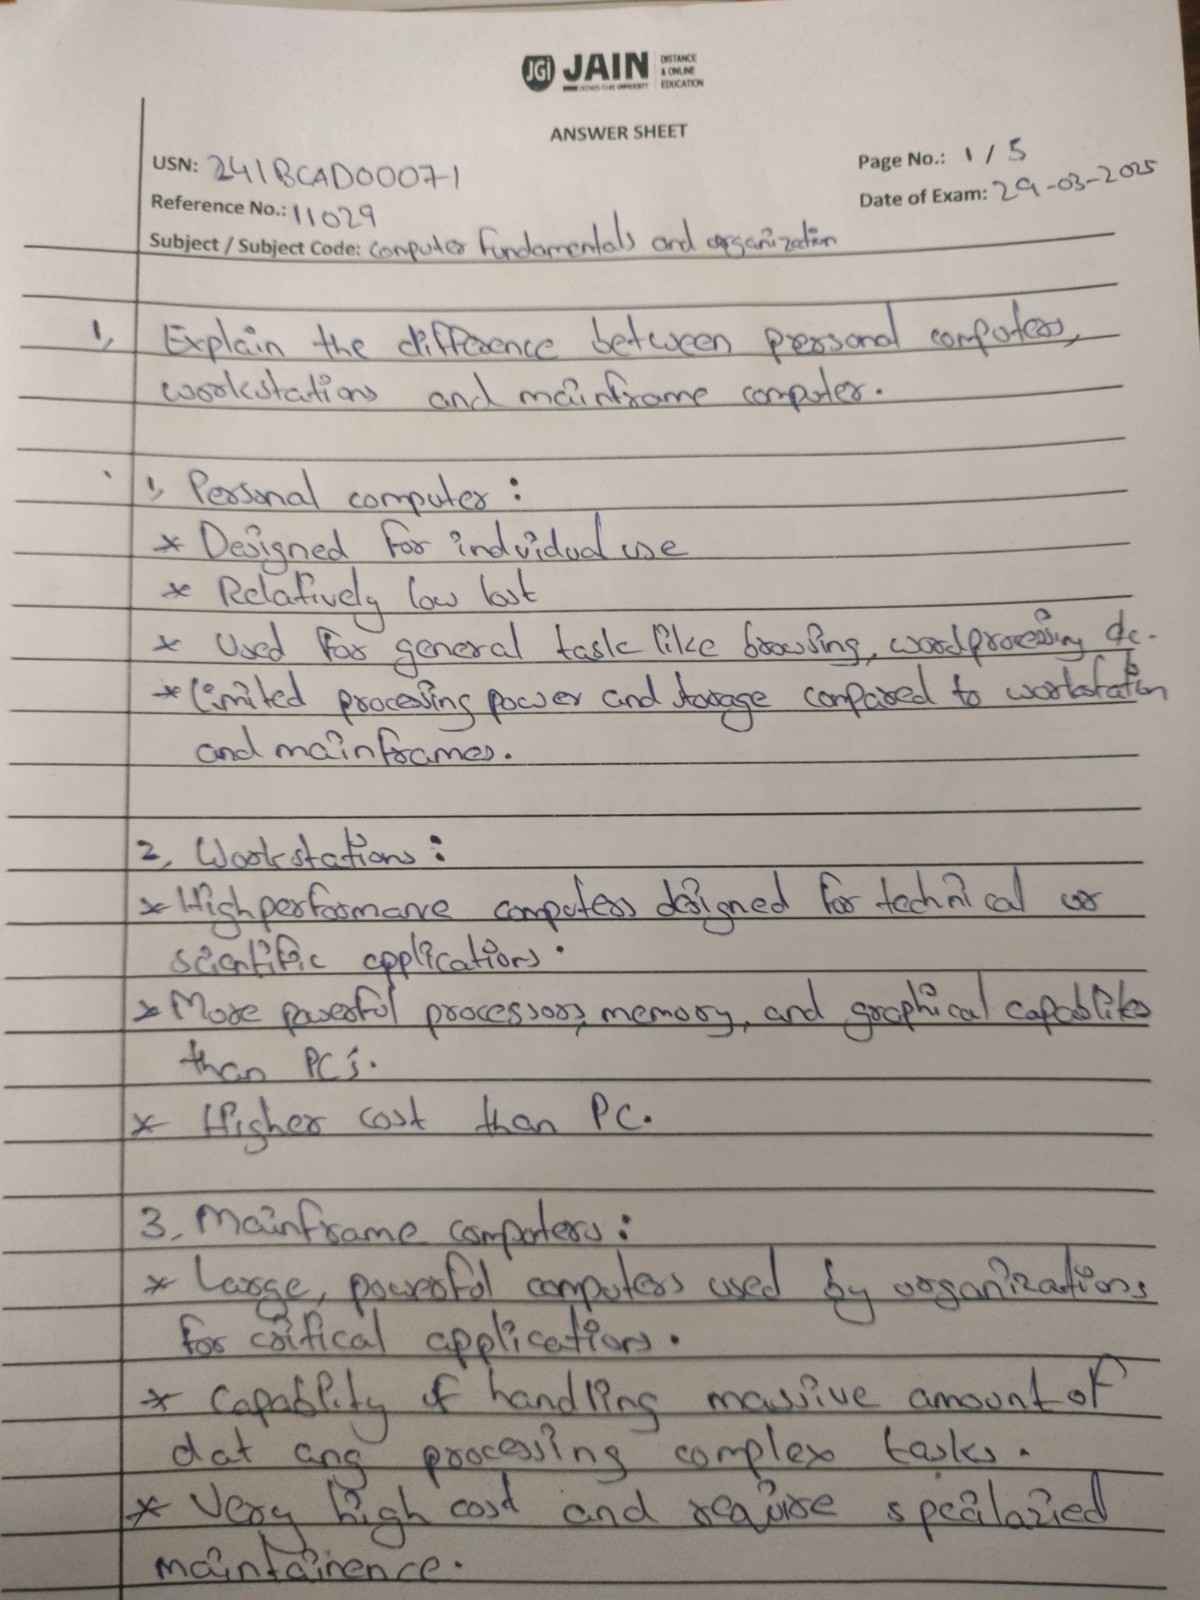 JGI JAIN DISTANCE & ONLINE EDUCATION
ANSWER SHEET
USN: 241BCAD00071
Page No.: 1 / 5
Reference No.: 11029
Date of Exam: 29-03-2025
Subject / Subject Code: Computer Fundamentals and organization
1, Explain the difference between personal computers,
workstations and mainframe computer.
1, Personal computer :
* Designed for individual use
* Relatively low cost
* Used for general task like browsing, wordprocessing etc.
* Limited processing power and storage compared to workstation
and mainframes.
2, Workstations :
* High performance computers designed for technical or
scientific applications.
* More powerful processors, memory, and graphical capablities
than PC's.
* Higher cost than PC.
3, Mainframe computers :
* Large, powerful computers used by organizations
for critical applications.
* Capablity of handling massive amount of
dat ang processing complex tasks.
* Very high cost and require specilazied
maintainence.